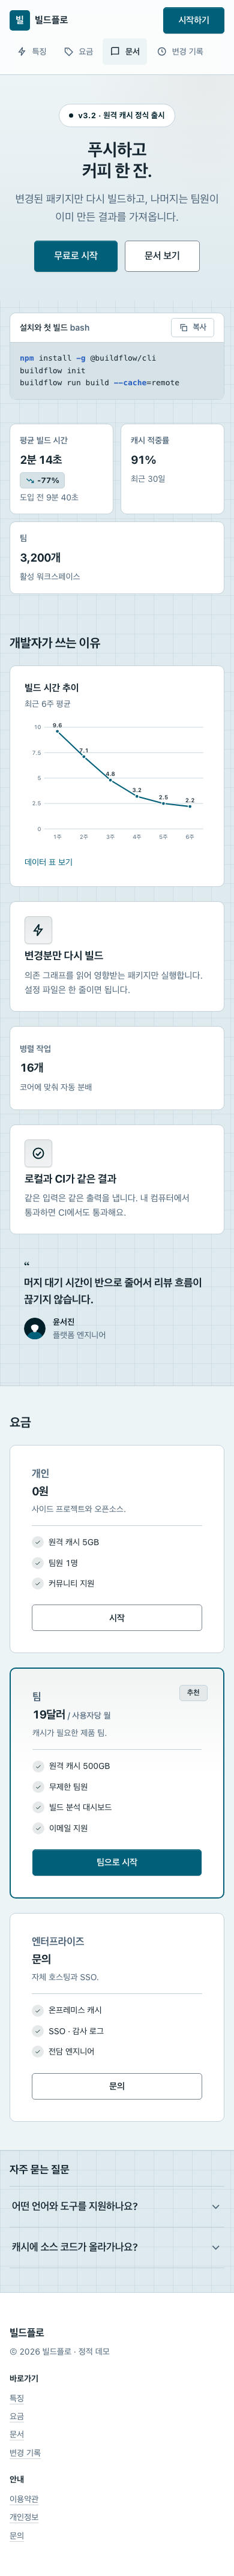 빌 빌드플로
시작하기
특징 요금 문서 변경 기록
v3.2 · 원격 캐시 정식 출시
푸시하고
커피 한 잔.
변경된 패키지만 다시 빌드하고, 나머지는 팀원이
이미 만든 결과를 가져옵니다.
무료로 시작
문서 보기
설치와 첫 빌드 bash
복사
npm install -g @buildflow/cli
buildflow init
buildflow run build --cache=remote
평균 빌드 시간
2분 14초
-77%
도입 전 9분 40초
캐시 적중률
91%
최근 30일
팀
3,200개
활성 워크스페이스
개발자가 쓰는 이유
빌드 시간 추이
최근 6주 평균
10
7.5
5
2.5
0
9.6
7.1
4.8
3.2
2.5
2.2
1주 2주 3주 4주 5주 6주
데이터 표 보기
변경분만 다시 빌드
의존 그래프를 읽어 영향받는 패키지만 실행합니다.
설정 파일은 한 줄이면 됩니다.
병렬 작업
16개
코어에 맞춰 자동 분배
로컬과 CI가 같은 결과
같은 입력은 같은 출력을 냅니다. 내 컴퓨터에서
통과하면 CI에서도 통과해요.
“
머지 대기 시간이 반으로 줄어서 리뷰 흐름이
끊기지 않습니다.
윤서진
플랫폼 엔지니어
요금
개인
0원
사이드 프로젝트와 오픈소스.
원격 캐시 5GB
팀원 1명
커뮤니티 지원
시작
팀
추천
19달러 / 사용자당 월
캐시가 필요한 제품 팀.
원격 캐시 500GB
무제한 팀원
빌드 분석 대시보드
이메일 지원
팀으로 시작
엔터프라이즈
문의
자체 호스팅과 SSO.
온프레미스 캐시
SSO · 감사 로그
전담 엔지니어
문의
자주 묻는 질문
어떤 언어와 도구를 지원하나요?
캐시에 소스 코드가 올라가나요?
빌드플로
© 2026 빌드플로 · 정적 데모
바로가기
특징
요금
문서
변경 기록
안내
이용약관
개인정보
문의